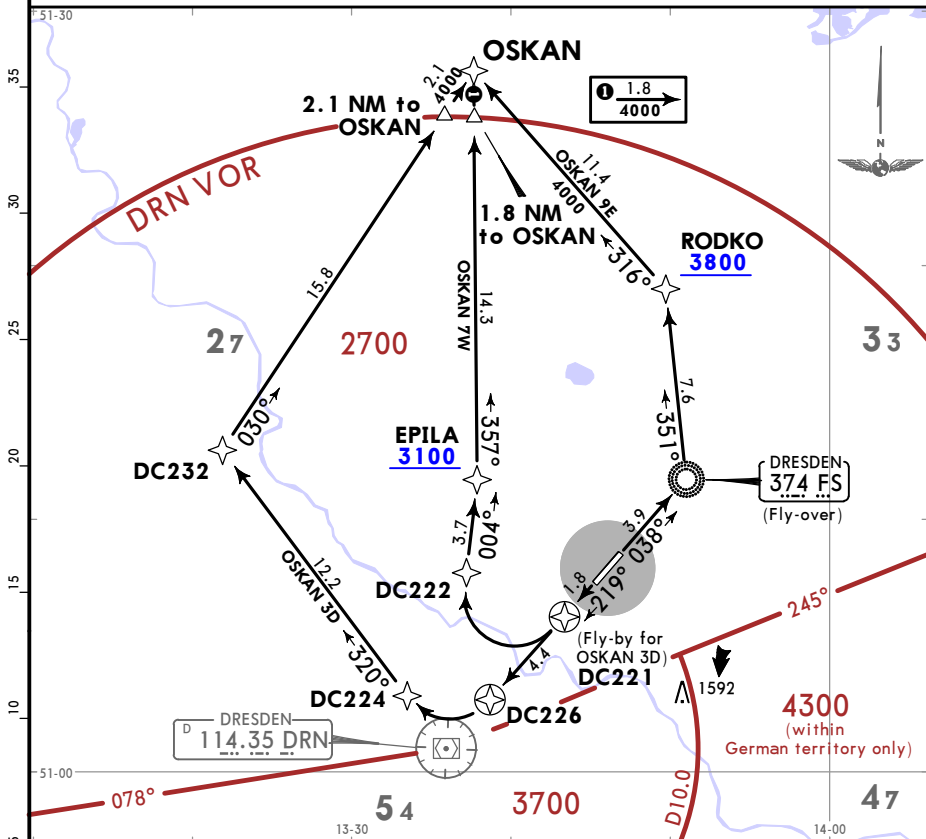 51-30
OSKAN
35
2.1
4000
1
1.8
4000
2.1 NM to
OSKAN
DRN VOR
N
11.4
OSKAN 9E
4000
1.8 NM
to OSKAN
←316°
30
RODKO
3800
15.8
OSKAN 7W
14.3
27
2700
33
25
7.6
←351°
030°→
←357°
EPILA
3100
DC232
20
DRESDEN
374 FS
(Fly-over)
3.7
004°→
3.9
038°→
12.2
OSKAN 3D
DC222
1.8
←219°
15
245°
(Fly-by for
OSKAN 3D)
DC221
4.4
←320°
1592
DC224
DC226
10
4300
(within
German territory only)
DRESDEN
D
114.35 DRN
51-00
078°
D10.0
54
3700
47
13-30
14-00